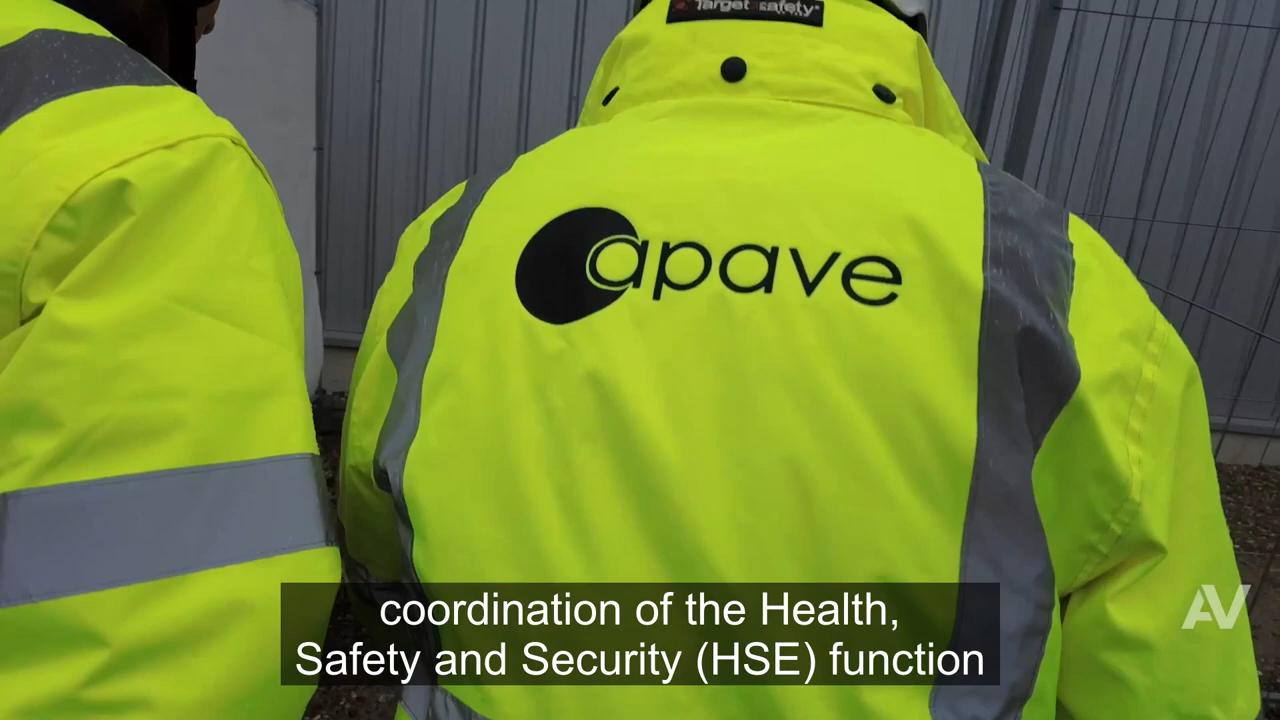 Target Safety
apave
AV
coordination of the Health,
Safety and Security (HSE) function